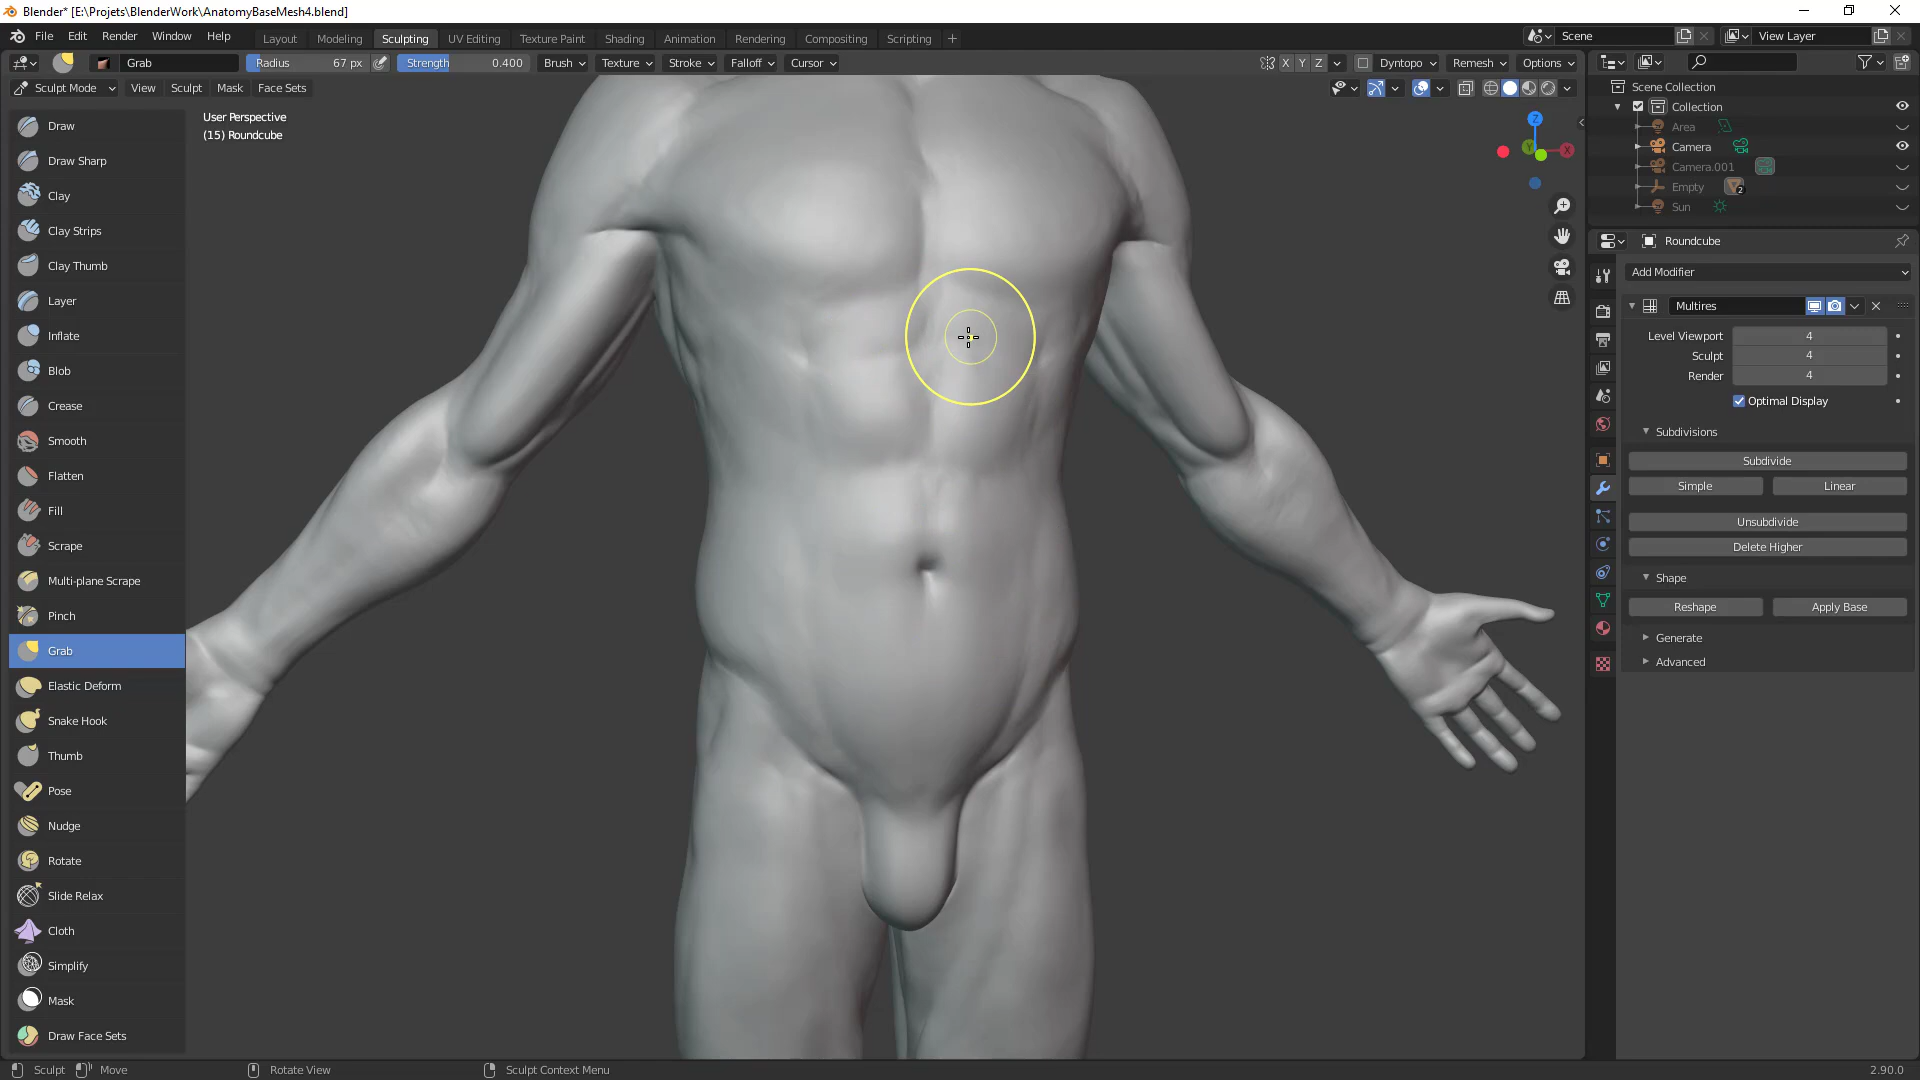 Blender* [E:\Projets\BlenderWork\AnatomyBaseMesh4.blend]
File Edit Render Window Help Layout Modeling Sculpting UV Editing Texture Paint Shading Animation Rendering Compositing Scripting + Scene View Layer
Grab Radius 67 px Strength 0.400 Brush Texture Stroke Falloff Cursor X Y Z Dyntopo Remesh Options
Sculpt Mode View Sculpt Mask Face Sets
User Perspective
(15) Roundcube
Draw
Draw Sharp
Clay
Clay Strips
Clay Thumb
Layer
Inflate
Blob
Crease
Smooth
Flatten
Fill
Scrape
Multi-plane Scrape
Pinch
Grab
Elastic Deform
Snake Hook
Thumb
Pose
Nudge
Rotate
Slide Relax
Cloth
Simplify
Mask
Draw Face Sets
Z
Y
X
Scene Collection
Collection
Area
Camera
Camera.001
Empty 2
Sun
Roundcube
Add Modifier
Multires
Level Viewport 4
Sculpt 4
Render 4
Optimal Display
Subdivisions
Subdivide
Simple Linear
Unsubdivide
Delete Higher
Shape
Reshape Apply Base
Generate
Advanced
Sculpt Move Rotate View Sculpt Context Menu 2.90.0